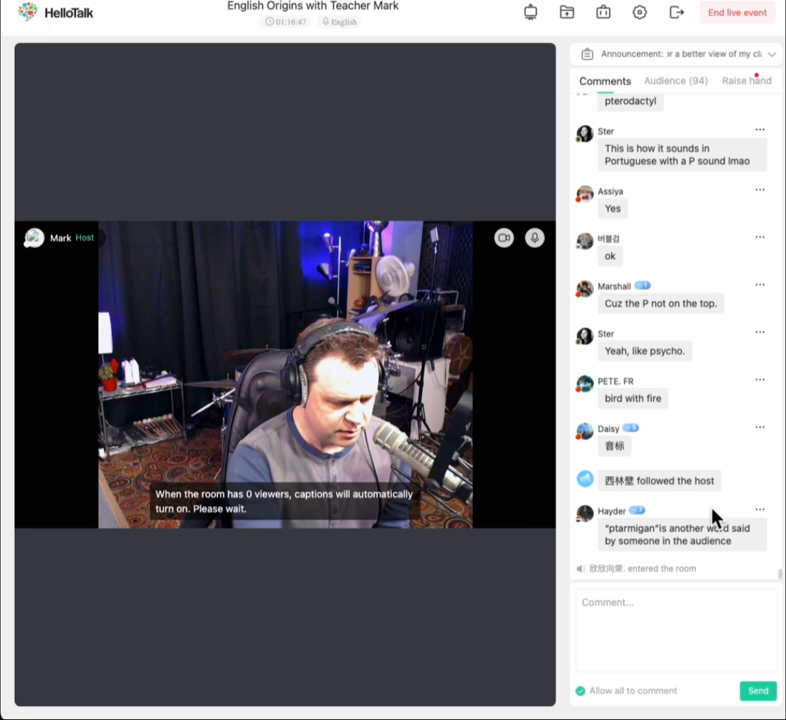 HelloTalk
English Origins with Teacher Mark
01:16:47
English
End live event
Announcement: or a better view of my cla
Comments
Audience (94)
Raise hand
pterodactyl
Ster
This is how it sounds in
Portuguese with a P sound lmao
Assiya
Yes
버블검
ok
Marshall
Cuz the P not on the top.
Ster
Yeah, like psycho.
PETE. FR
bird with fire
Daisy
音标
西林壁 followed the host
Hayder
"ptarmigan"is another word said
by someone in the audience
欣欣向荣. entered the room
Comment...
Allow all to comment
Send
Mark Host
When the room has 0 viewers, captions will automatically
turn on. Please wait.